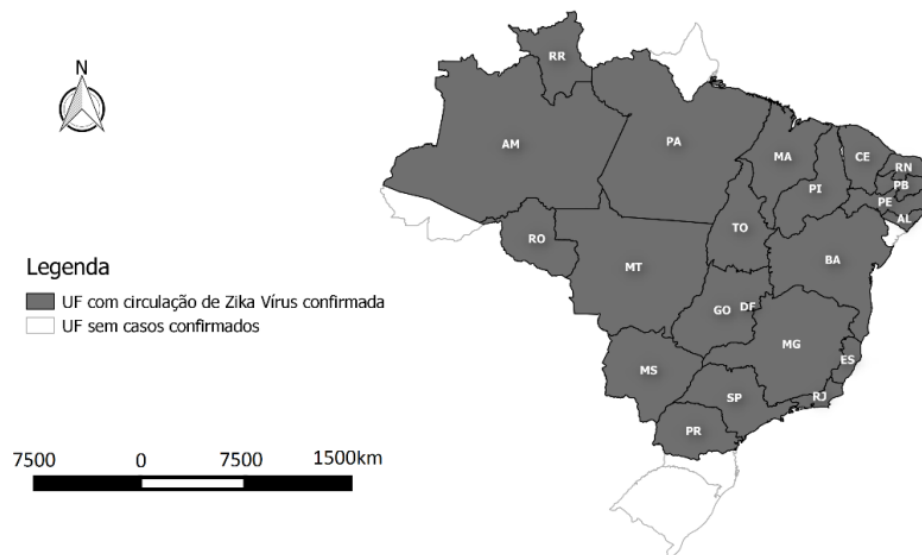 RR
N
AM
PA
MA
CE
RN
PB
PI
PE
AL
TO
RO
BA
MT
Legenda
UF com circulação de Zika Vírus confirmada
GO
DF
UF sem casos confirmados
MG
ES
MS
SP
RJ
PR
7500 0 7500 1500km